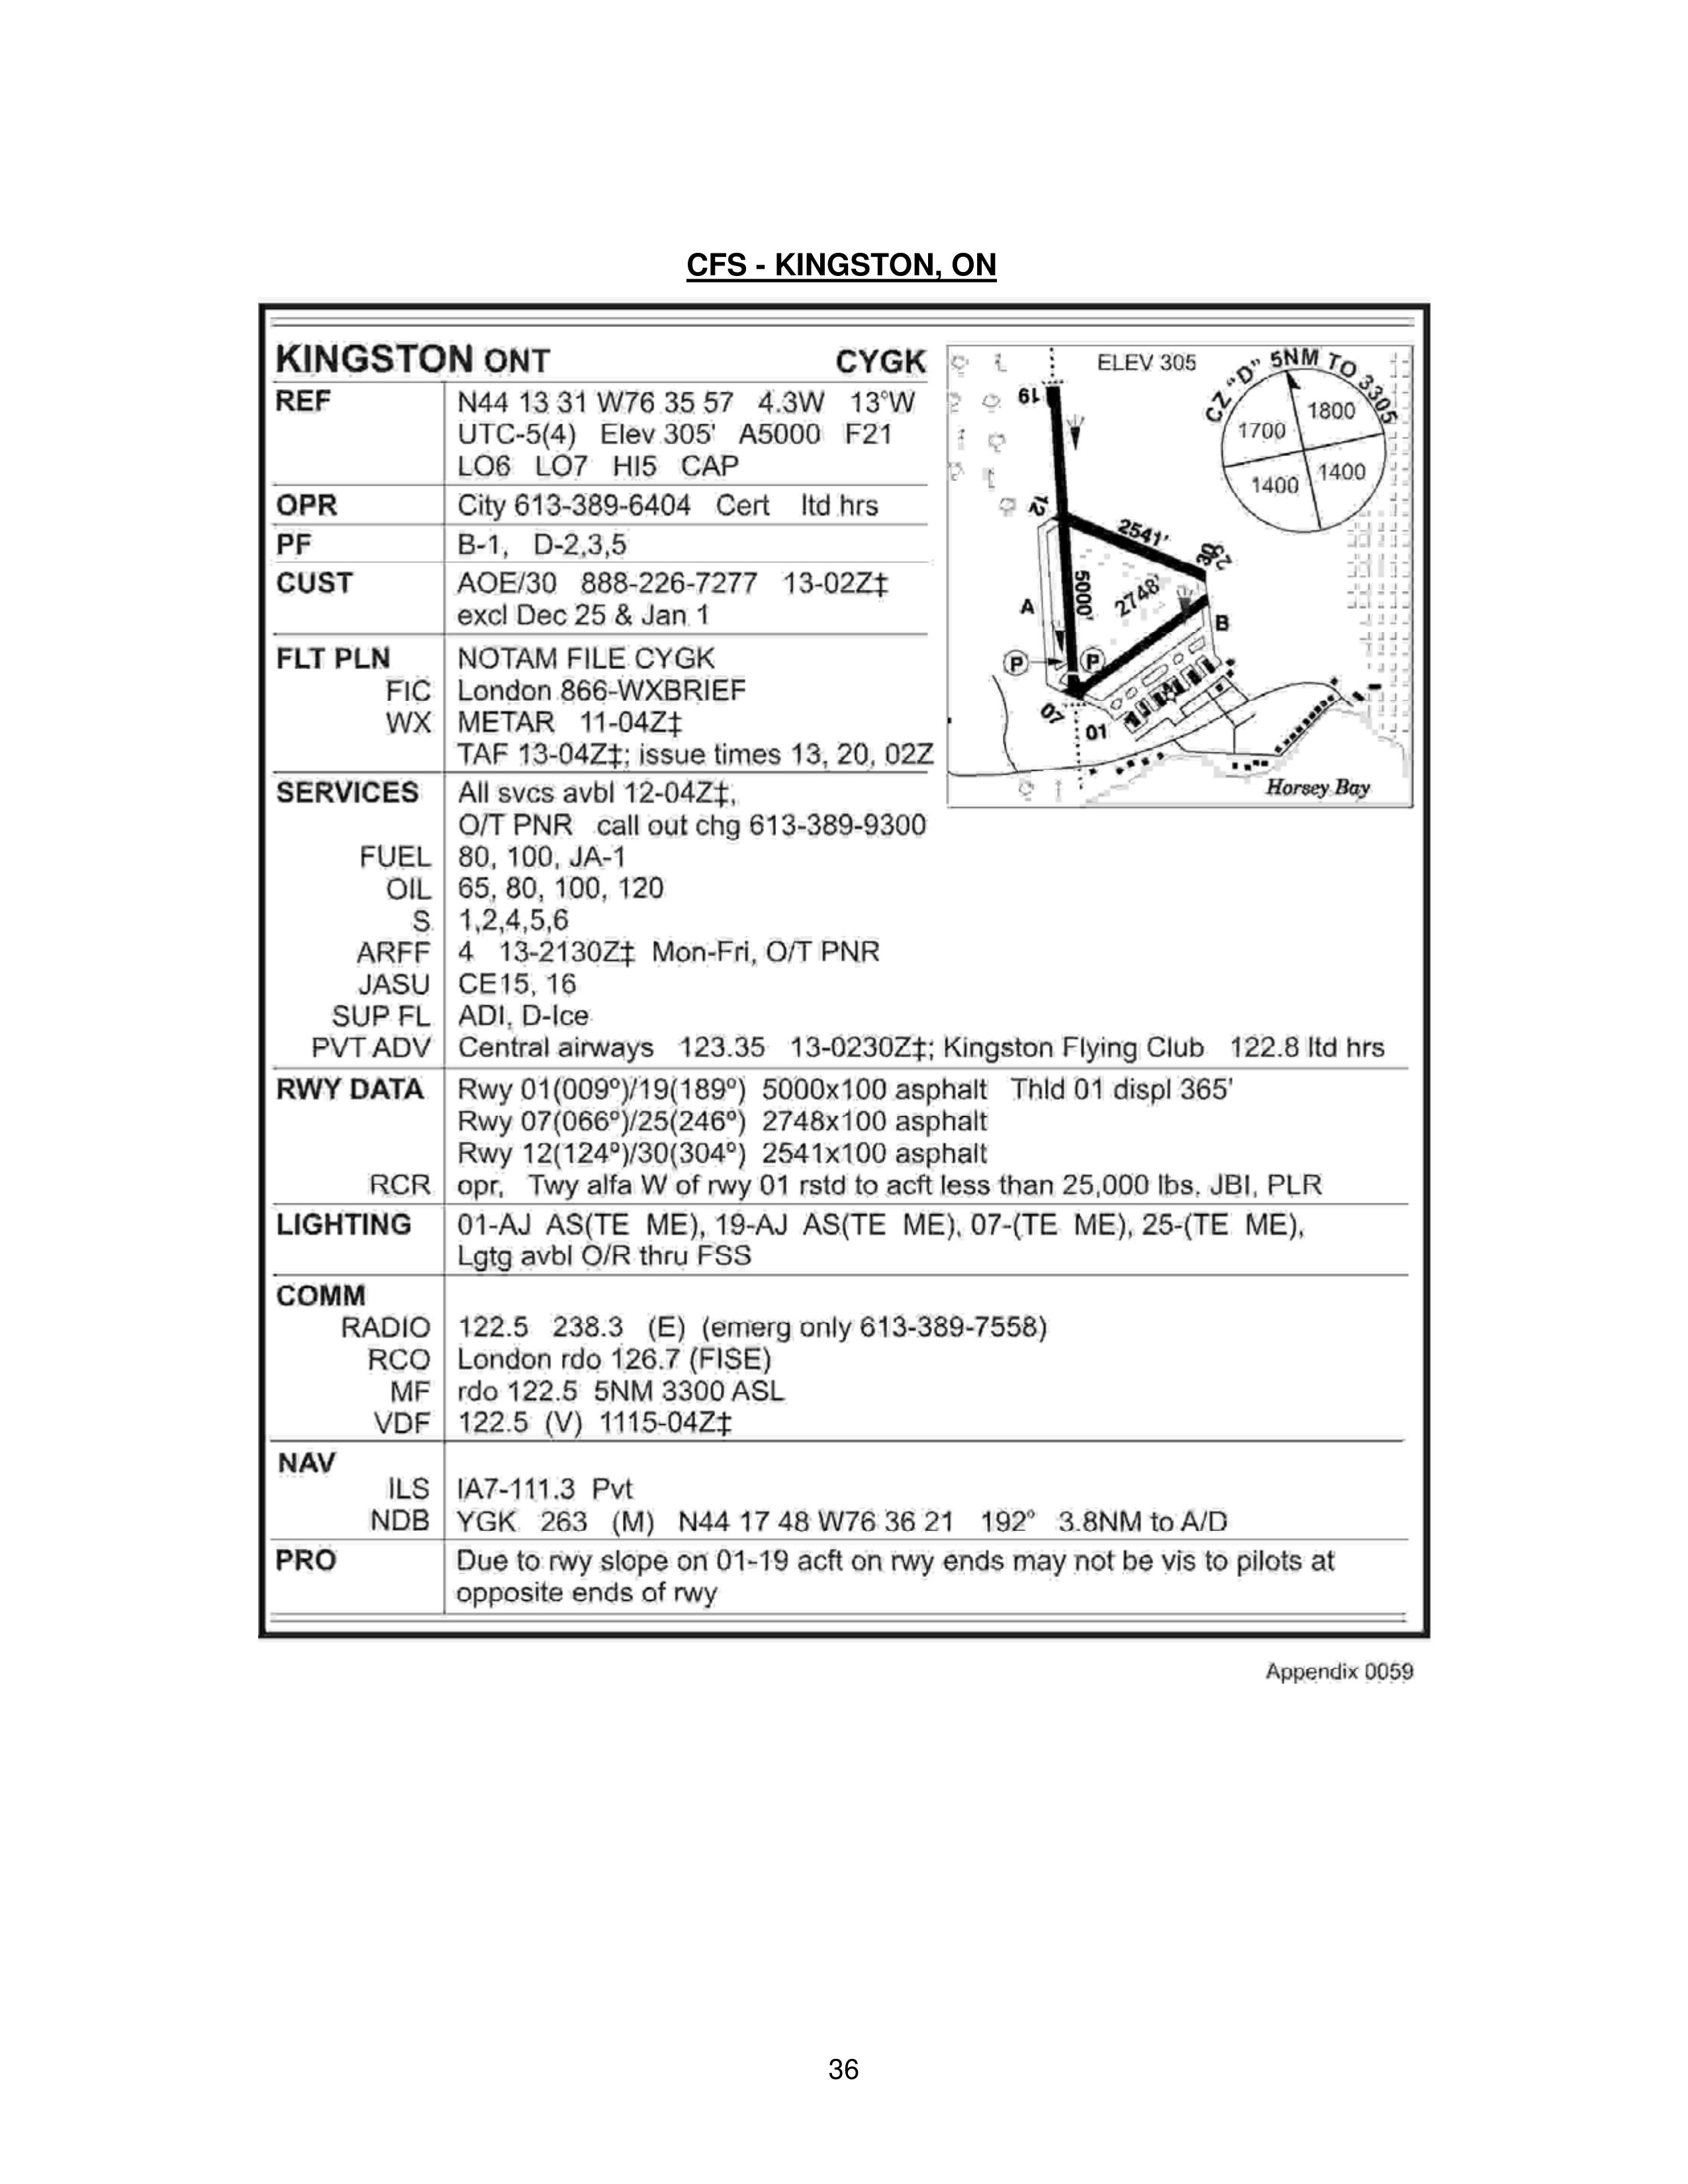 CFS - KINGSTON, ON
KINGSTON ONT CYGK
REF N44 13 31 W76 35 57 4.3W 13°W
UTC-5(4) Elev 305' A5000 F21
LO6 LO7 HI5 CAP
OPR City 613-389-6404 Cert ltd hrs
PF B-1, D-2,3,5
CUST AOE/30 888-226-7277 13-02Z‡
excl Dec 25 & Jan 1
FLT PLN NOTAM FILE CYGK
FIC London 866-WXBRIEF
WX METAR 11-04Z‡
TAF 13-04Z‡; issue times 13, 20, 02Z
ELEV 305
CZ "D" 5NM TO 3305
1700 1800
1400 1400
19
12
2541'
30
25
5000'
2748'
A
B
P P
07
01
Horsey Bay
SERVICES All svcs avbl 12-04Z‡,
O/T PNR call out chg 613-389-9300
FUEL 80, 100, JA-1
OIL 65, 80, 100, 120
S 1,2,4,5,6
ARFF 4 13-2130Z‡ Mon-Fri, O/T PNR
JASU CE15, 16
SUP FL ADI, D-Ice
PVT ADV Central airways 123.35 13-0230Z‡; Kingston Flying Club 122.8 ltd hrs
RWY DATA Rwy 01(009º)/19(189º) 5000x100 asphalt Thld 01 displ 365'
Rwy 07(066º)/25(246º) 2748x100 asphalt
Rwy 12(124º)/30(304º) 2541x100 asphalt
RCR opr, Twy alfa W of rwy 01 rstd to acft less than 25,000 lbs. JBI, PLR
LIGHTING 01-AJ AS(TE ME), 19-AJ AS(TE ME), 07-(TE ME), 25-(TE ME),
Lgtg avbl O/R thru FSS
COMM
RADIO 122.5 238.3 (E) (emerg only 613-389-7558)
RCO London rdo 126.7 (FISE)
MF rdo 122.5 5NM 3300 ASL
VDF 122.5 (V) 1115-04Z‡
NAV
ILS IA7-111.3 Pvt
NDB YGK 263 (M) N44 17 48 W76 36 21 192° 3.8NM to A/D
PRO Due to rwy slope on 01-19 acft on rwy ends may not be vis to pilots at
opposite ends of rwy
Appendix 0059
36